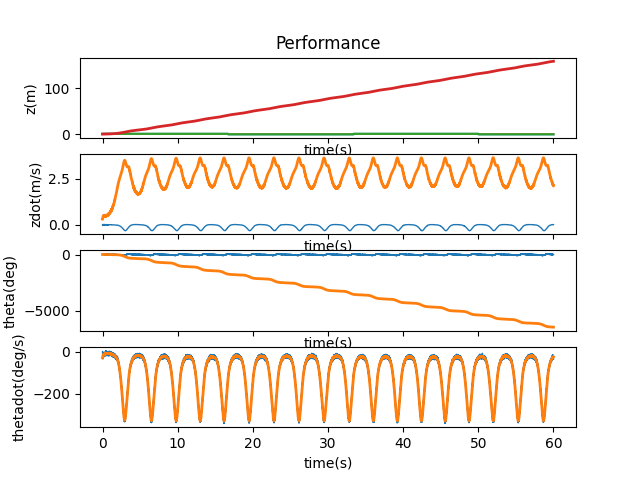 Performance
z(m)
100
0
time(s)
zdot(m/s)
2.5
0.0
time(s)
theta(deg)
0
−5000
time(s)
thetadot(deg/s)
0
−200
0 10 20 30 40 50 60
time(s)